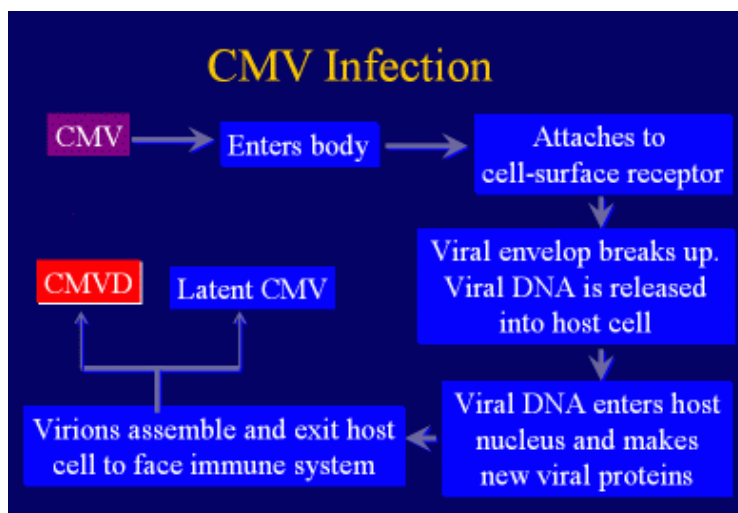 CMV Infection
CMV
Enters body
Attaches to
cell-surface receptor
Viral envelop breaks up.
Viral DNA is released
into host cell
Viral DNA enters host
nucleus and makes
new viral proteins
Virions assemble and exit host
cell to face immune system
CMVD
Latent CMV